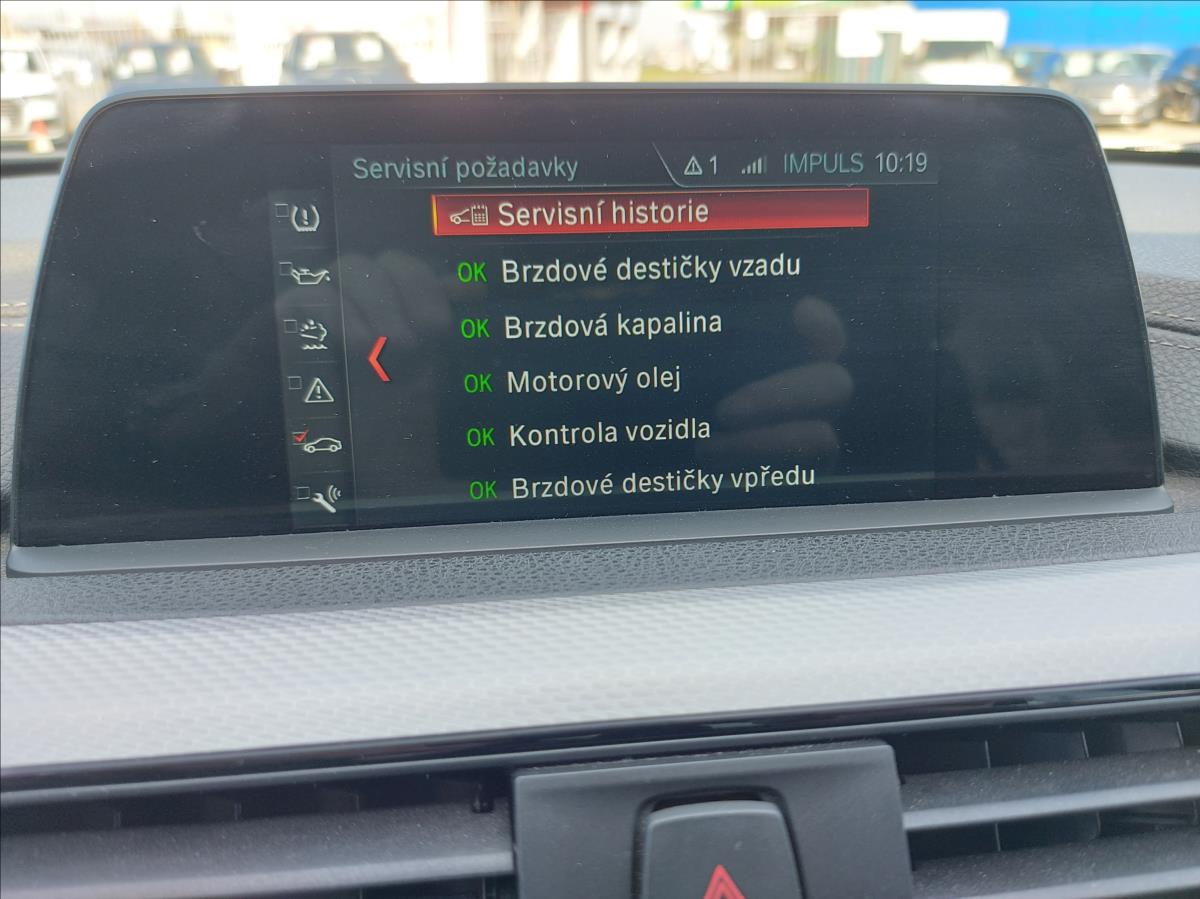 Servisní požadavky 1 IMPULS 10:19
Servisní historie
OK Brzdové destičky vzadu
OK Brzdová kapalina
OK Motorový olej
OK Kontrola vozidla
OK Brzdové destičky vpředu